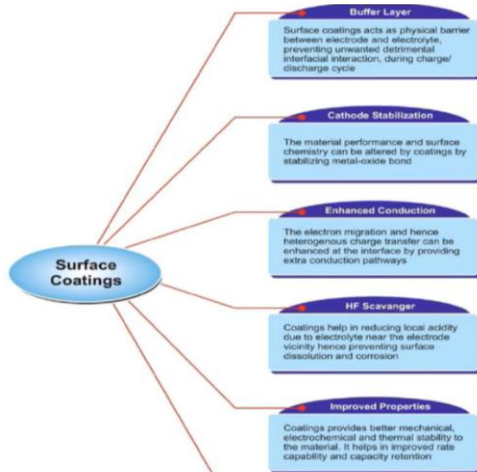 Buffer Layer
Surface coatings acts as physical barrier
between electrode and electrolyte,
preventing unwanted detrimental
interfacial interaction, during charge/
discharge cycle
Cathode Stabilization
The material performance and surface
chemistry can be altered by coatings by
stabilizing metal-oxide bond
Enhanced Conduction
The electron migration and hence
heterogenous charge transfer can be
enhanced at the interface by providing
extra conduction pathways
Surface
Coatings
HF Scavanger
Coatings help in reducing local acidity
due to electrolyte near the electrode
vicinity hence preventing surface
dissolution and corrosion
Improved Properties
Coatings provides better mechanical,
electrochemical and thermal stability to
the material. It helps in improved rate
capability and capacity retention